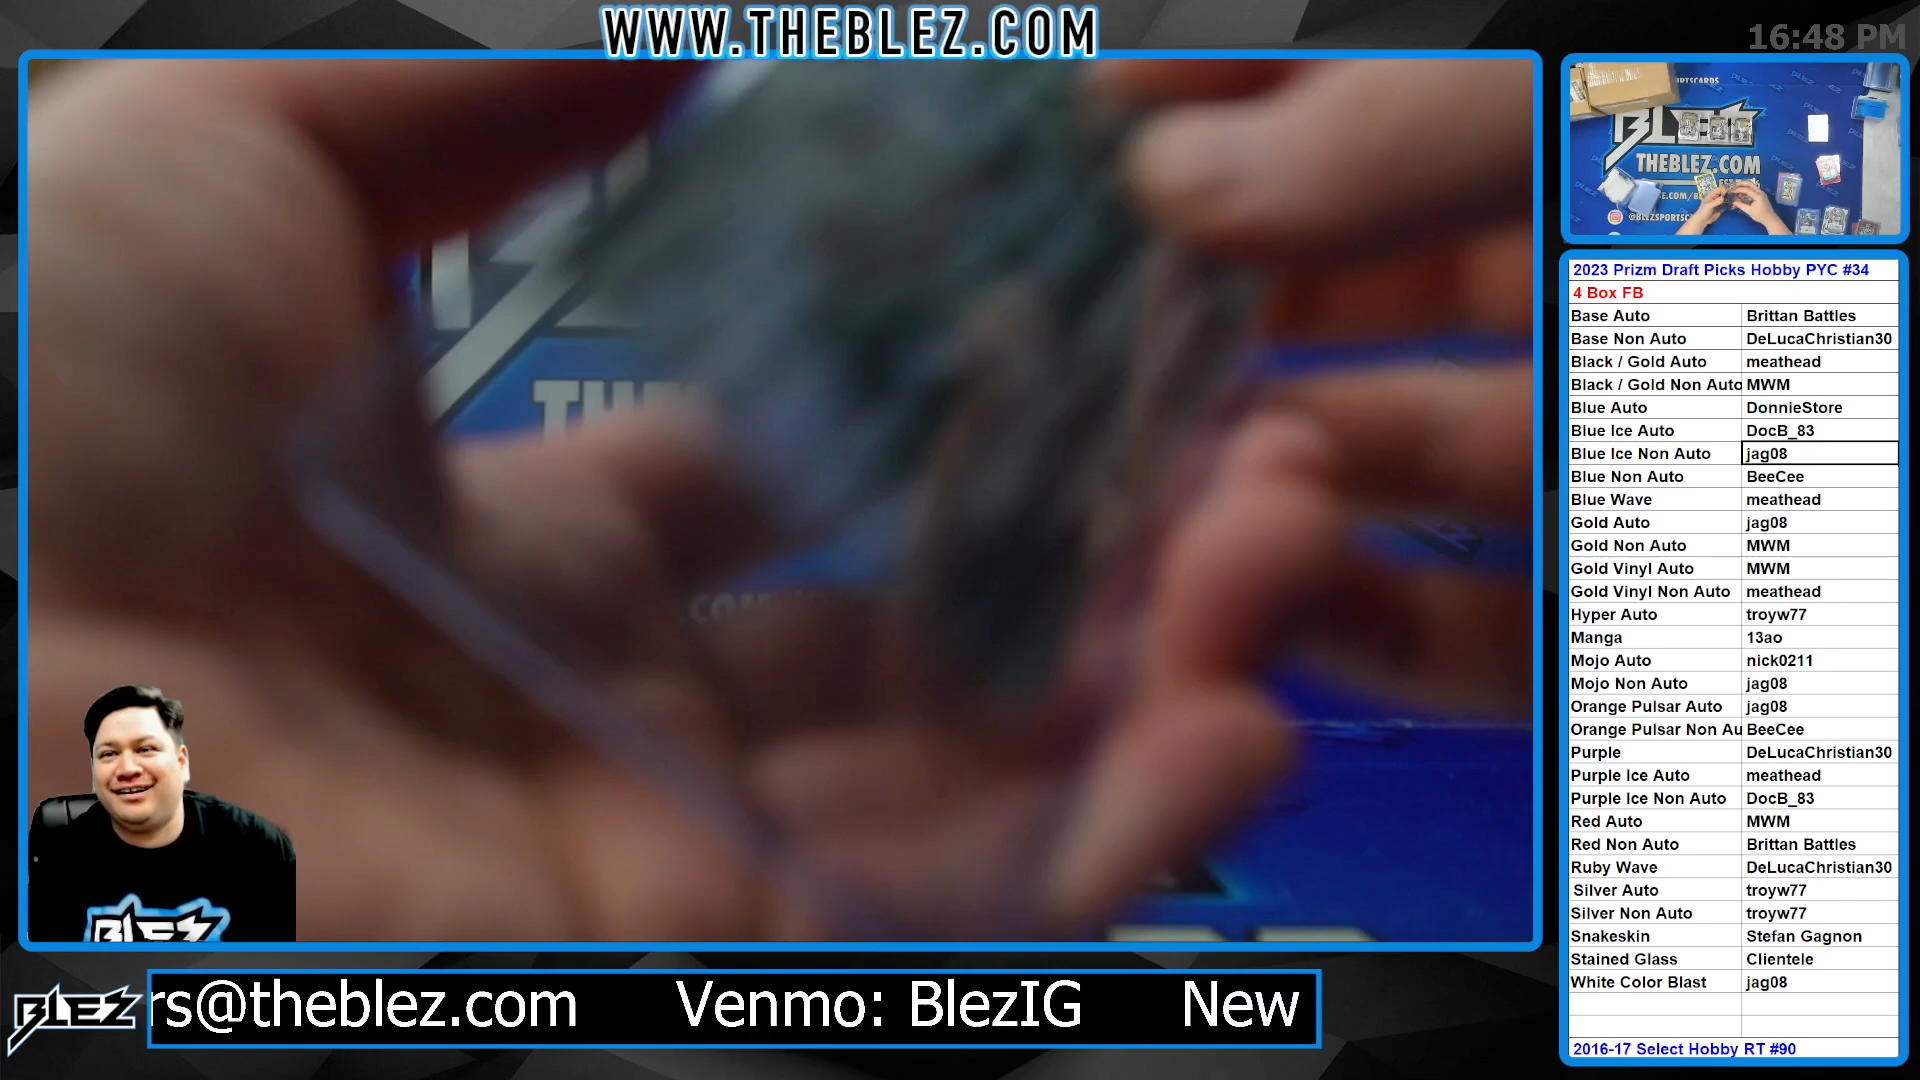 WWW.THEBLEZ.COM
16:48 PM
BLEZ
THEBLEZ.COM
2023 Prizm Draft Picks Hobby PYC #34
4 Box FB
Base Auto Brittan Battles
Base Non Auto DeLucaChristian30
Black / Gold Auto meathead
Black / Gold Non Auto MWM
Blue Auto DonnieStore
Blue Ice Auto DocB_83
Blue Ice Non Auto jag08
Blue Non Auto BeeCee
Blue Wave meathead
Gold Auto jag08
Gold Non Auto MWM
Gold Vinyl Auto MWM
Gold Vinyl Non Auto meathead
Hyper Auto troyw77
Manga 13ao
Mojo Auto nick0211
Mojo Non Auto jag08
Orange Pulsar Auto jag08
Orange Pulsar Non Au BeeCee
Purple DeLucaChristian30
Purple Ice Auto meathead
Purple Ice Non Auto DocB_83
Red Auto MWM
Red Non Auto Brittan Battles
Ruby Wave DeLucaChristian30
Silver Auto troyw77
Silver Non Auto troyw77
Snakeskin Stefan Gagnon
Stained Glass Clientele
White Color Blast jag08
2016-17 Select Hobby RT #90
BLEZ
BLEZ
rs@theblez.com Venmo: BlezIG New